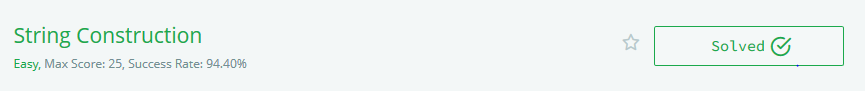 String Construction
Solved
Easy, Max Score: 25, Success Rate: 94.40%